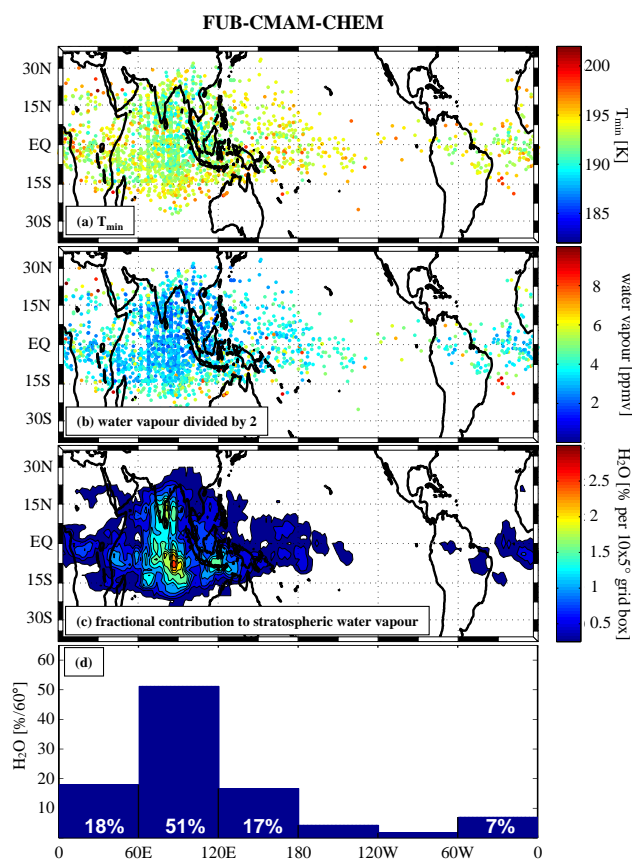 FUB-CMAM-CHEM
30N
15N
EQ
15S
30S
(a) Tmin
200
195
190
185
Tmin [K]
30N
15N
EQ
15S
30S
(b) water vapour divided by 2
8
6
4
2
water vapour [ppmv]
30N
15N
EQ
15S
30S
(c) fractional contribution to stratospheric water vapour
2.5
2
1.5
1
0.5
H2O [% per 10x5° grid box]
(d)
60
50
40
30
20
10
H2O [%/60°]
18% 51% 17% 7%
0 60E 120E 180 120W 60W 0